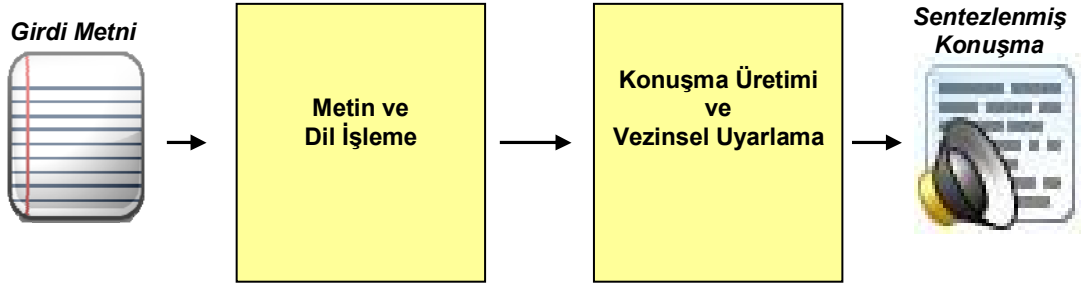 Girdi Metni
Metin ve
Dil İşleme
Konuşma Üretimi
ve
Vezinsel Uyarlama
Sentezlenmiş
Konuşma